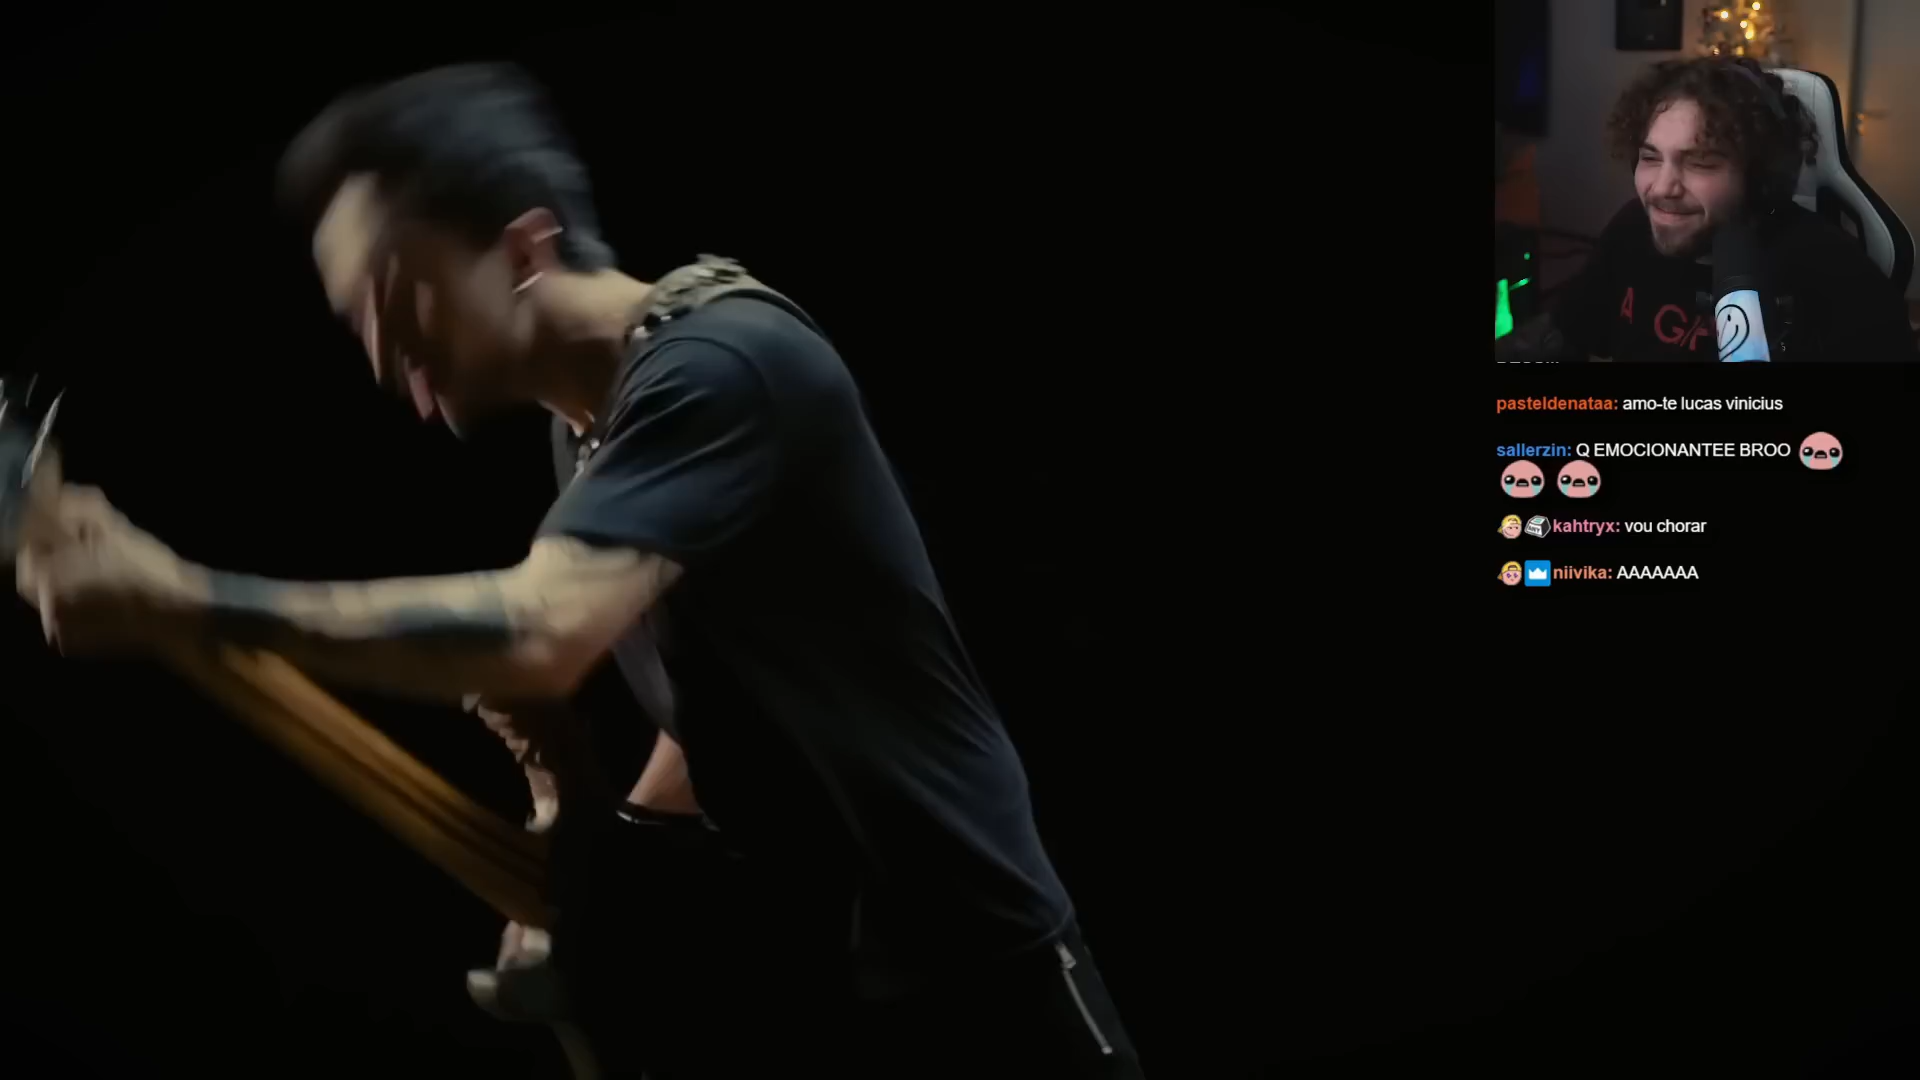 pasteldenataa: amo-te lucas vinicius
sallerzin: Q EMOCIONANTEE BROO
kahtryx: vou chorar
niivika: AAAAAAA